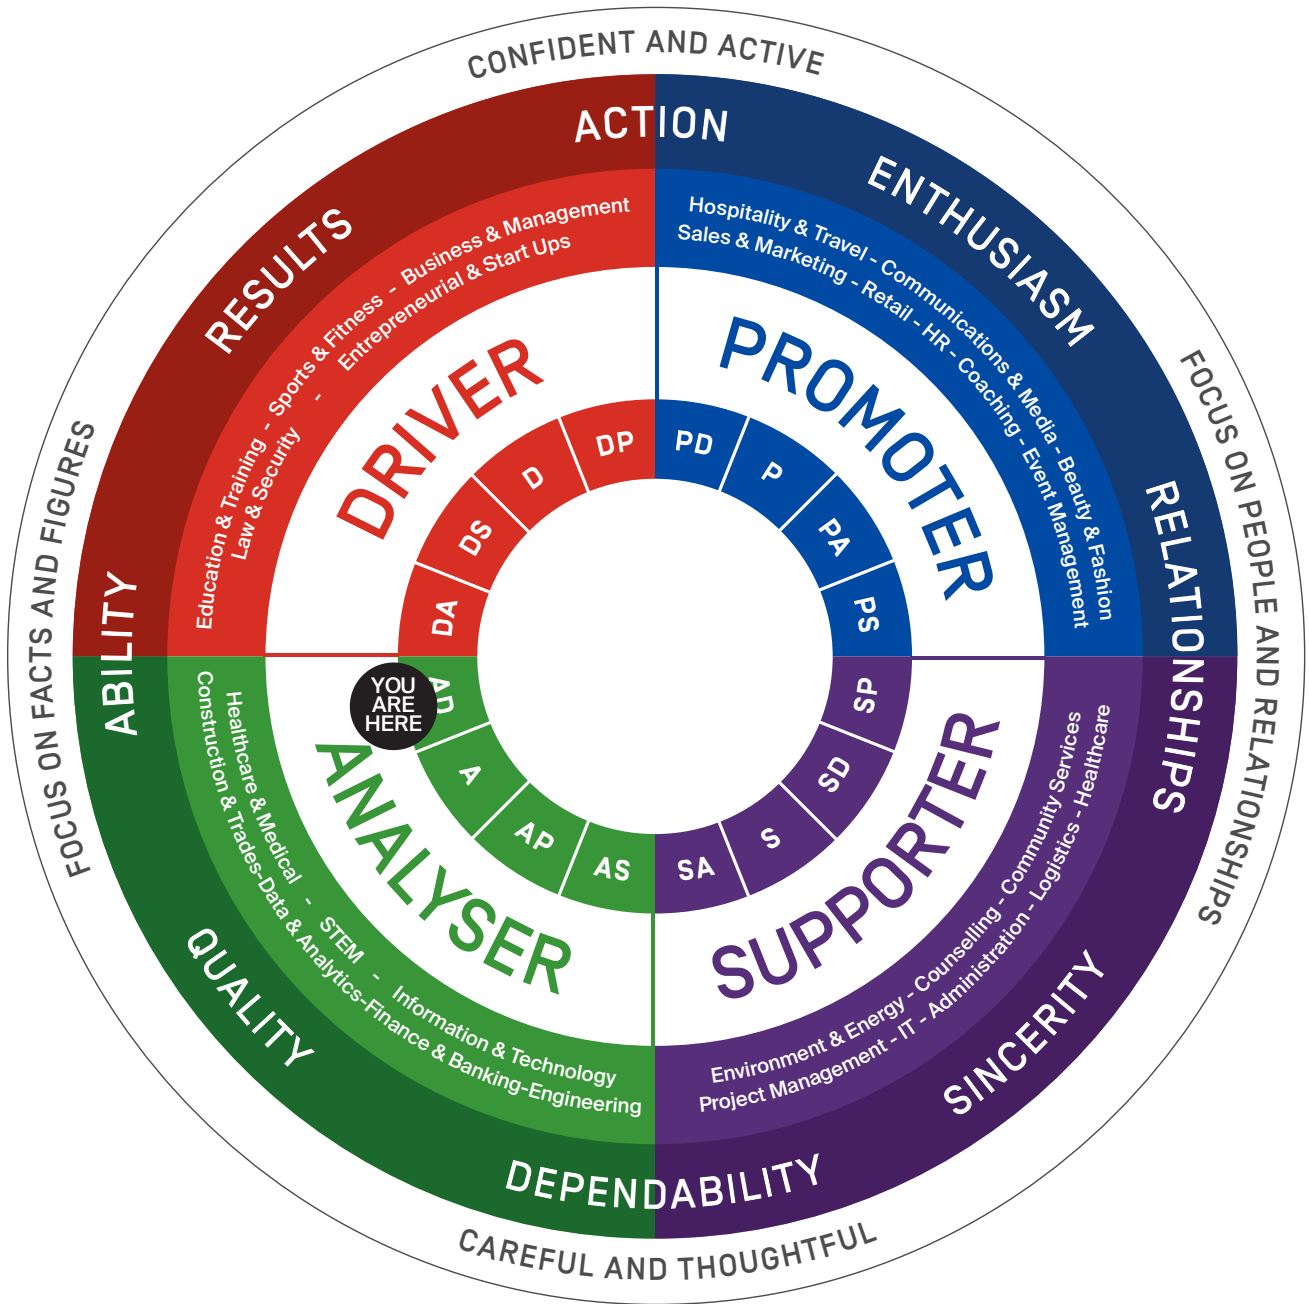 CONFIDENT AND ACTIVE
ACTION
ENTHUSIASM
RESULTS
Hospitality & Travel - Communications & Media - Beauty & Fashion
Sales & Marketing - Retail - HR - Coaching - Event Management
Education & Training - Sports & Fitness - Business & Management
Law & Security - Entrepreneurial & Start Ups
DRIVER
PROMOTER
FOCUS ON PEOPLE AND RELATIONSHIPS
FOCUS ON FACTS AND FIGURES
RELATIONSHIPS
ABILITY
DA
DS
D
DP
PD
P
PA
PS
SP
SD
S
SA
AS
AP
A
AD
YOU
ARE
HERE
ANALYSER
SUPPORTER
Healthcare & Medical - STEM - Information & Technology
Construction & Trades-Data & Analytics-Finance & Banking-Engineering
Environment & Energy - Counselling - Community Services
Project Management - IT - Administration - Logistics - Healthcare
QUALITY
SINCERITY
DEPENDABILITY
CAREFUL AND THOUGHTFUL